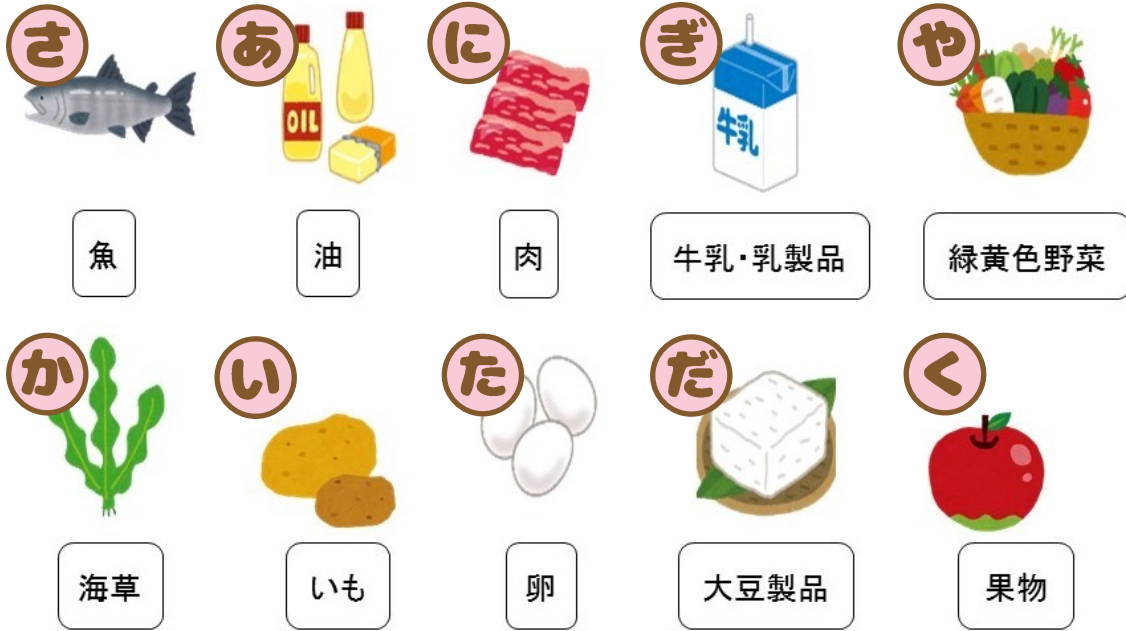 さ
あ
に
ぎ
や
OIL
牛乳
魚
油
肉
牛乳・乳製品
緑黄色野菜
か
い
た
だ
く
海草
いも
卵
大豆製品
果物